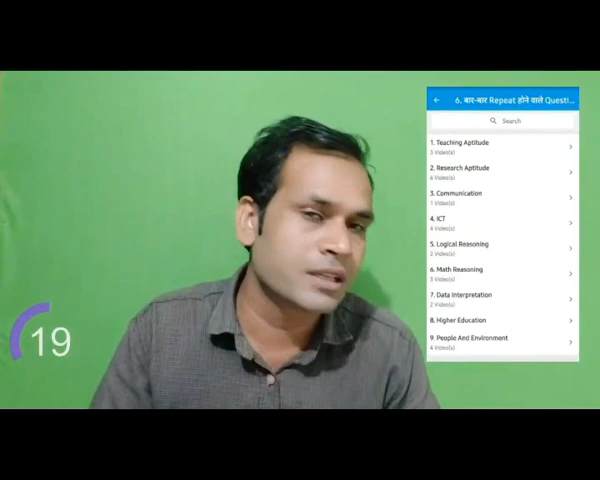 6. बार-बार Repeat होने वाले Questi...
Search
1. Teaching Aptitude
3 Video(s)
2. Research Aptitude
6 Video(s)
3. Communication
1 Video(s)
4. ICT
4 Video(s)
5. Logical Reasoning
2 Video(s)
6. Math Reasoning
3 Video(s)
7. Data Interpretation
2 Video(s)
8. Higher Education
9. People And Environment
4 Video(s)
19